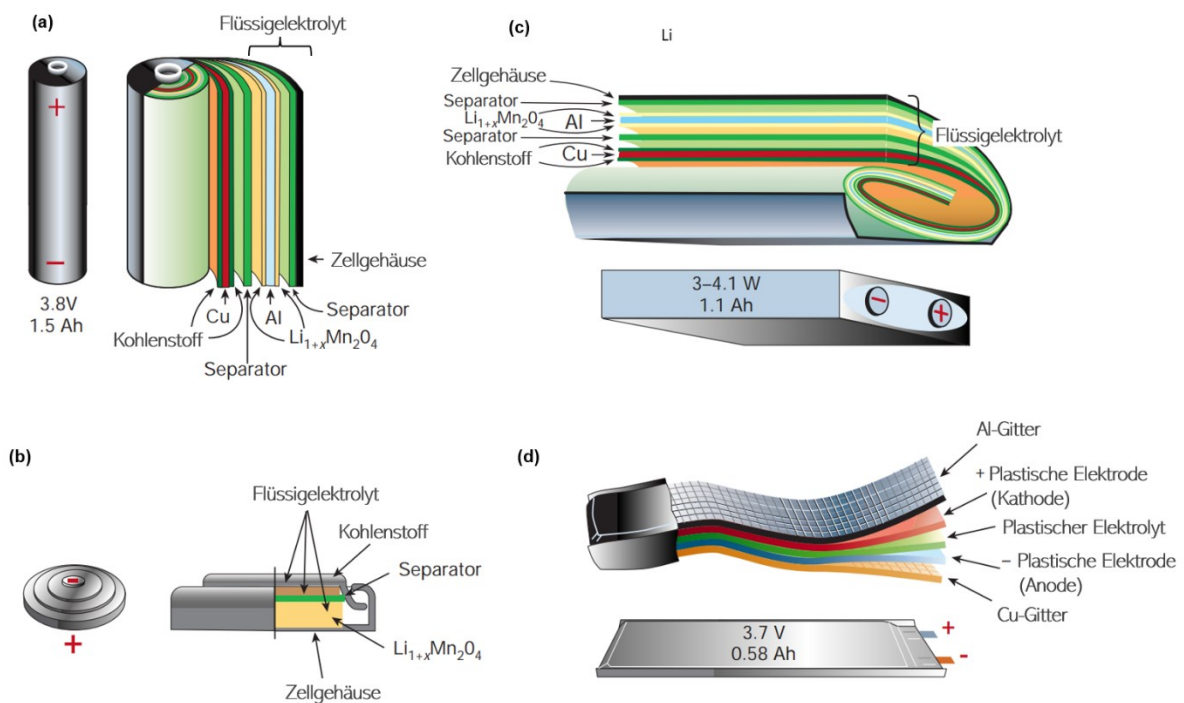 (a)
Flüssigelektrolyt
+
−
3.8V
1.5 Ah
Zellgehäuse
Cu
Al
Separator
Kohlenstoff
Li1+xMn2O4
Separator
(c)
Li
Zellgehäuse
Separator
Li1+xMn2O4
Al
Separator
Kohlenstoff
Cu
Flüssigelektrolyt
3–4.1 W
1.1 Ah
−
+
(b)
Flüssigelektrolyt
Kohlenstoff
Separator
−
+
Li1+xMn2O4
Zellgehäuse
(d)
Al-Gitter
+ Plastische Elektrode
(Kathode)
Plastischer Elektrolyt
− Plastische Elektrode
(Anode)
Cu-Gitter
3.7 V
0.58 Ah
+
-